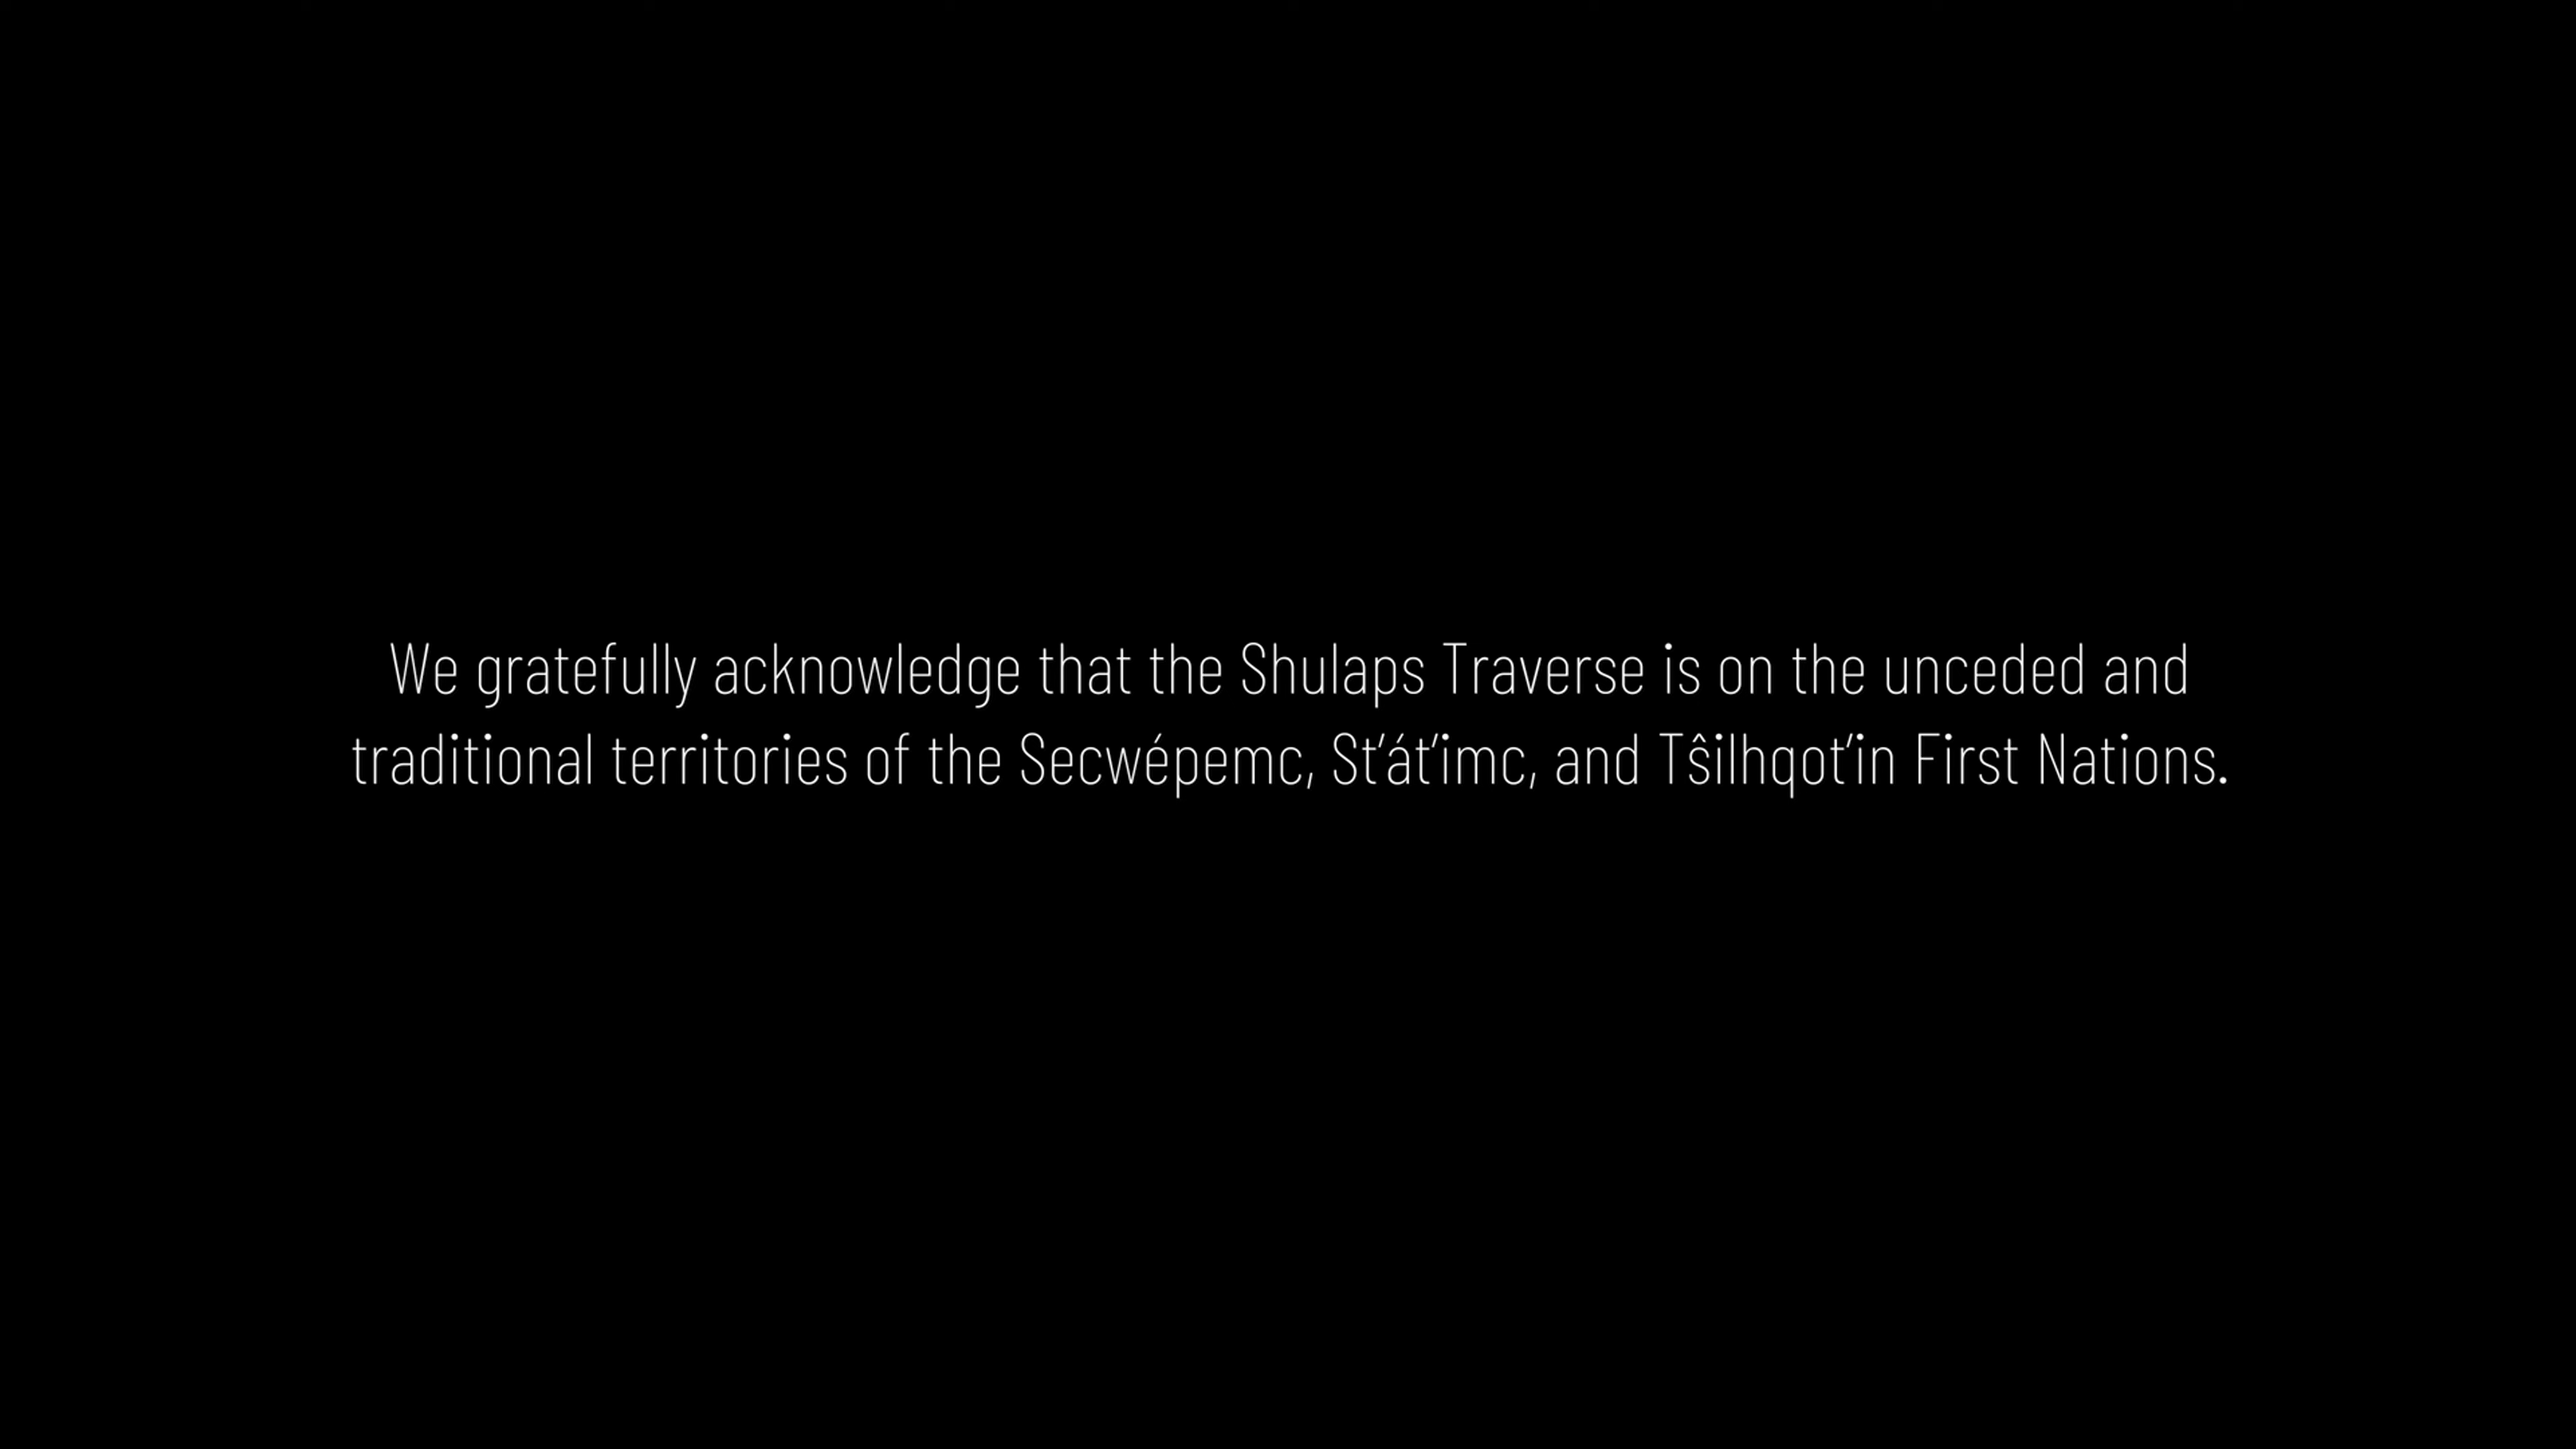 We gratefully acknowledge that the Shulaps Traverse is on the unceded and
traditional territories of the Secwépemc, St’át’imc, and Tŝilhqot’in First Nations.